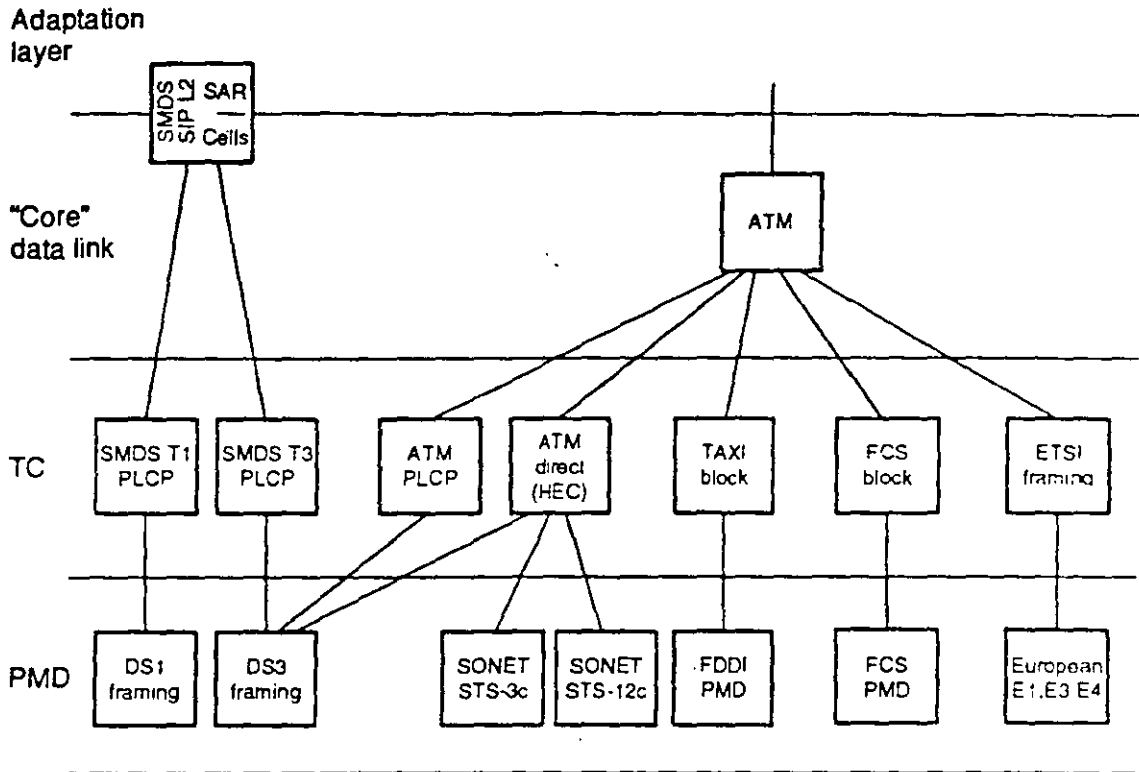 Adaptation
layer
SMDS
SIP L2
SAR
Cells
"Core"
data link
ATM
TC
SMDS T1
PLCP
SMDS T3
PLCP
ATM
PLCP
ATM
direct
(HEC)
TAXI
block
FCS
block
ETSI
framing
PMD
DS1
framing
DS3
framing
SONET
STS-3c
SONET
STS-12c
FDDI
PMD
FCS
PMD
European
E1,E3 E4